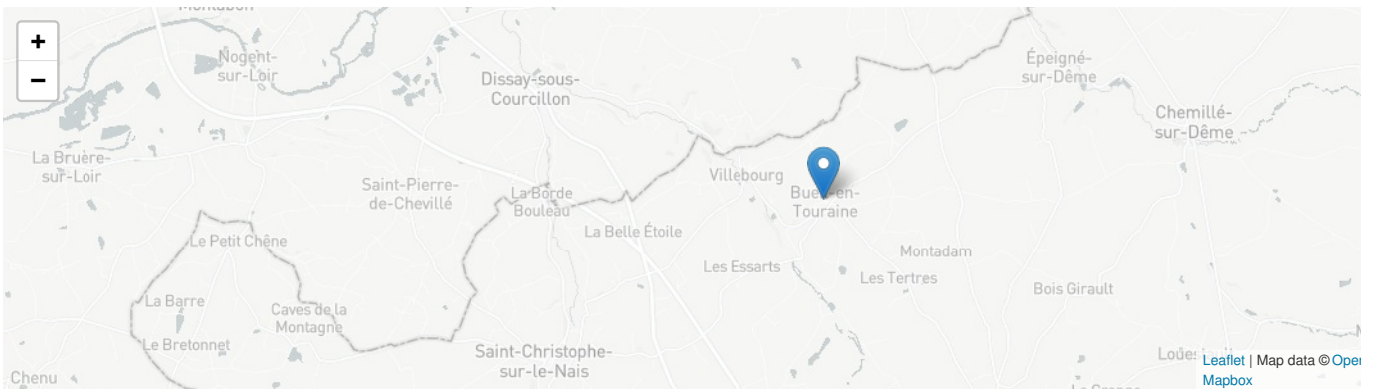 +
−
Nogent-
sur-Loir
Dissay-sous-
Courcillon
Épeigné-
sur-Dême
Chemillé-
sur-Dême
La Bruère-
sur-Loir
Saint-Pierre-
de-Chevillé
La Borde
Bouleau
Villebourg
Touraine
La Belle Étoile
Le Petit Chêne
Montadam
Les Essarts
Les Tertres
Bois Girault
La Barre
Caves de la
Montagne
Le Bretonnet
Saint-Christophe-
sur-le-Nais
Chenu
Leaflet | Map data © Open
Mapbox